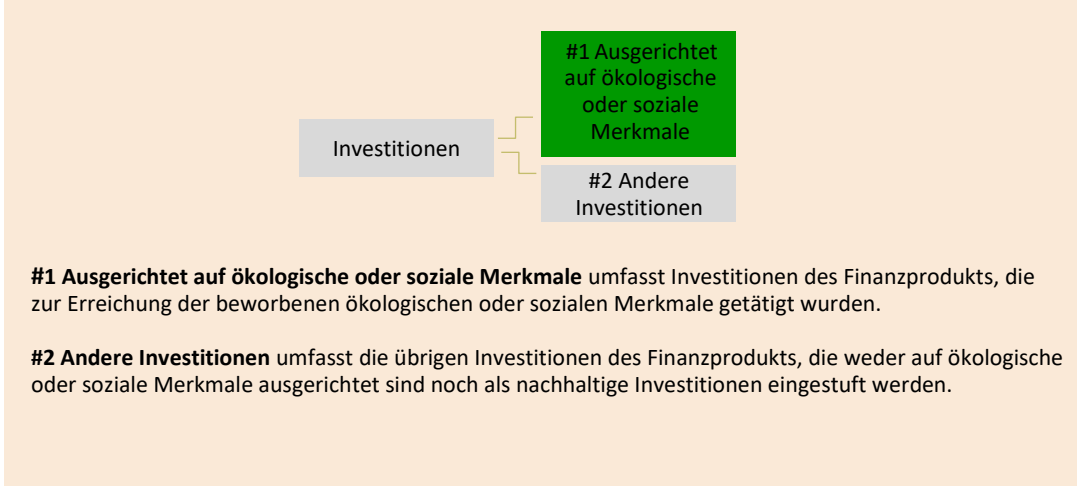 #1 Ausgerichtet
auf ökologische
oder soziale
Merkmale
Investitionen
#2 Andere
Investitionen
#1 Ausgerichtet auf ökologische oder soziale Merkmale umfasst Investitionen des Finanzprodukts, die
zur Erreichung der beworbenen ökologischen oder sozialen Merkmale getätigt wurden.
#2 Andere Investitionen umfasst die übrigen Investitionen des Finanzprodukts, die weder auf ökologische
oder soziale Merkmale ausgerichtet sind noch als nachhaltige Investitionen eingestuft werden.